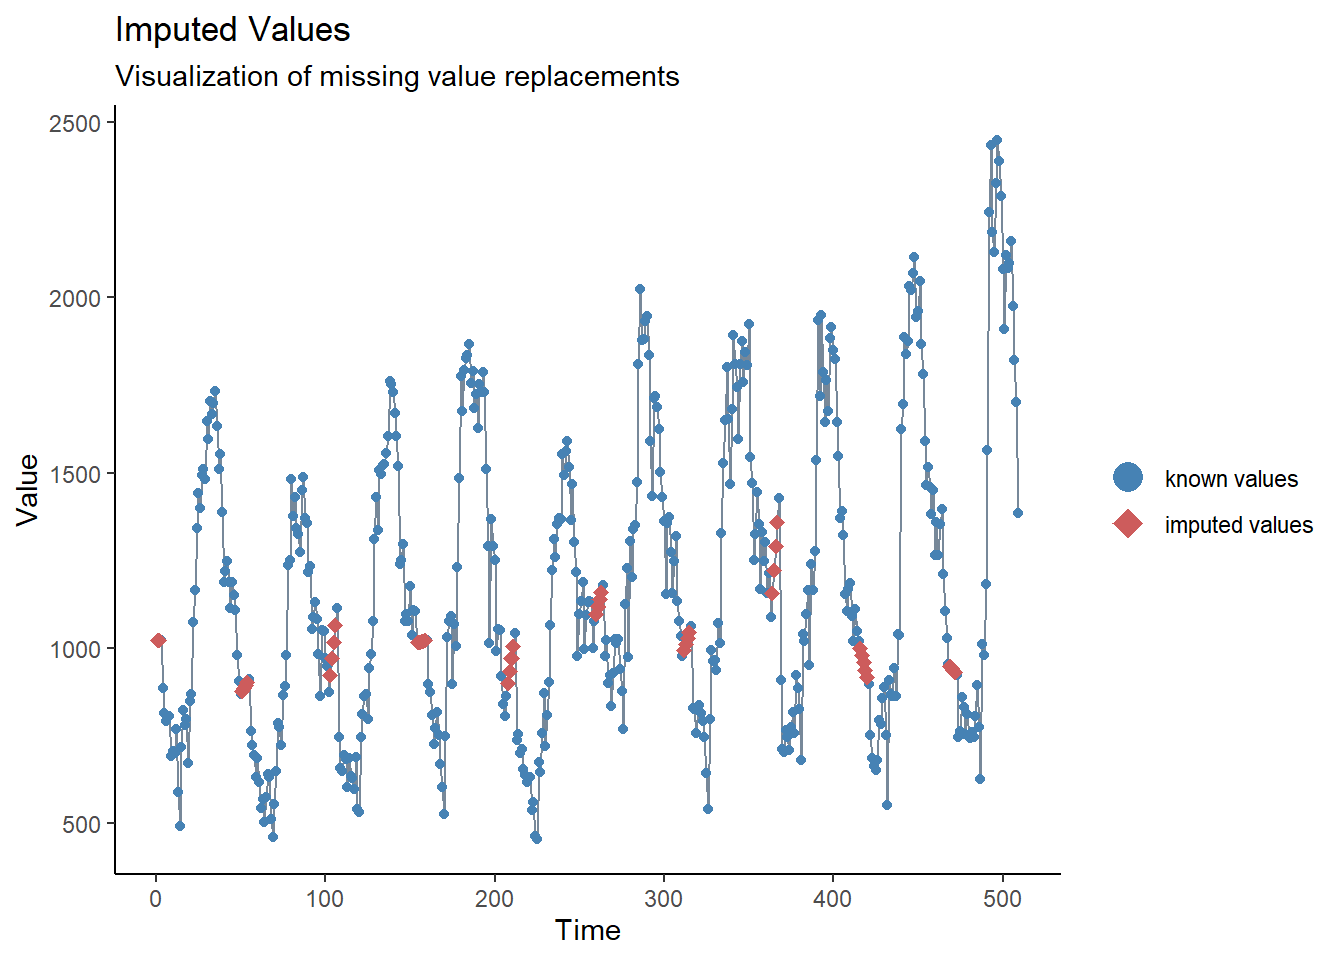 Imputed Values
Visualization of missing value replacements
2500
2000
1500
1000
500
Value
0 100 200 300 400 500
Time
known values
imputed values